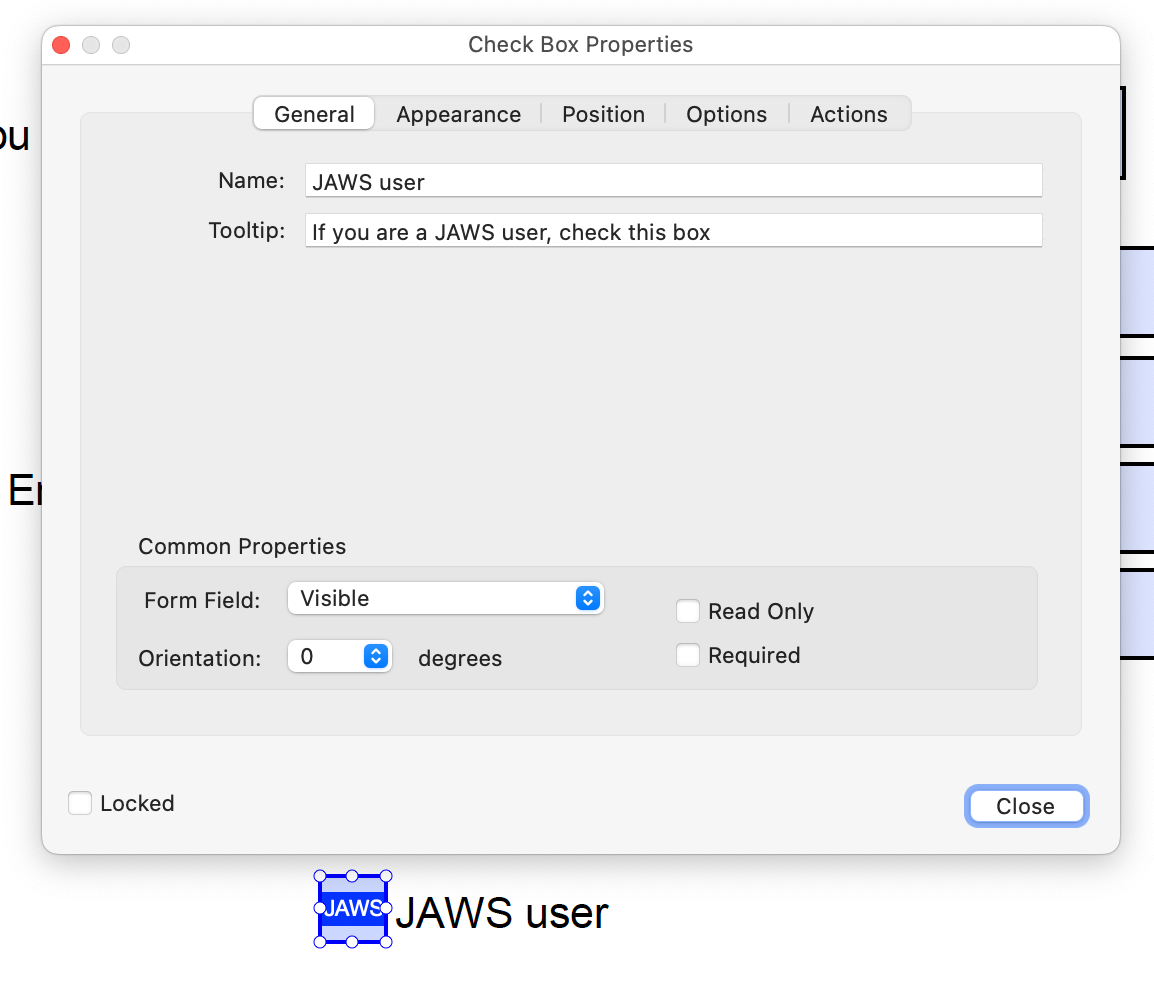 Check Box Properties
General Appearance Position Options Actions
ou
Name: JAWS user
Tooltip: If you are a JAWS user, check this box
Er
Common Properties
Form Field: Visible
Read Only
Orientation: 0 degrees
Required
Locked
Close
JAWS JAWS user